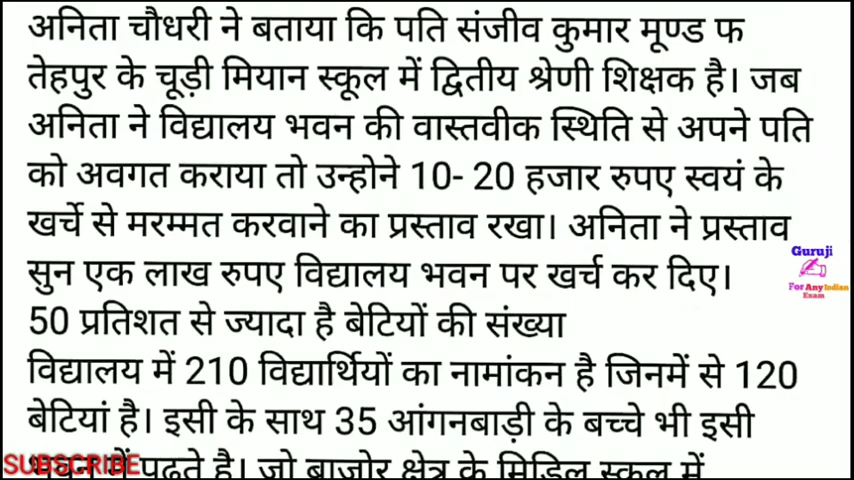 अनिता चौधरी ने बताया कि पति संजीव कुमार मूण्ड फ
तेहपुर के चूड़ी मियान स्कूल में द्वितीय श्रेणी शिक्षक है। जब
अनिता ने विद्यालय भवन की वास्तवीक स्थिति से अपने पति
को अवगत कराया तो उन्होने 10- 20 हजार रुपए स्वयं के
खर्चे से मरम्मत करवाने का प्रस्ताव रखा। अनिता ने प्रस्ताव
सुन एक लाख रुपए विद्यालय भवन पर खर्च कर दिए।
Guruji
For Any Indian
Exam
50 प्रतिशत से ज्यादा है बेटियों की संख्या
विद्यालय में 210 विद्यार्थियों का नामांकन है जिनमें से 120
बेटियां है। इसी के साथ 35 आंगनबाड़ी के बच्चे भी इसी
भवन में पढते है। जो बाजोर क्षेत्र के मिडिल स्कूल में
SUBSCRIBE